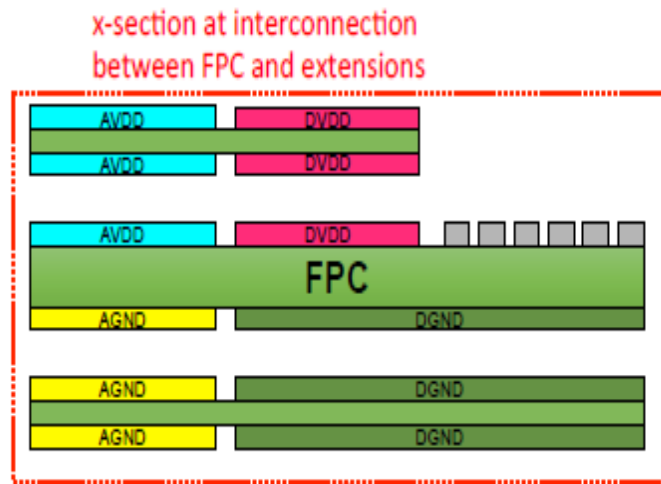 x-section at interconnection
between FPC and extensions
AVDD DVDD
AVDD DVDD
AVDD DVDD
FPC
AGND DGND
AGND DGND
AGND DGND